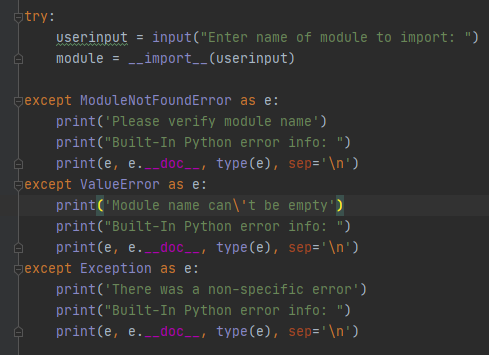 try:
    userinput = input("Enter name of module to import: ")
    module = __import__(userinput)
except ModuleNotFoundError as e:
    print('Please verify module name')
    print("Built-In Python error info: ")
    print(e, e.__doc__, type(e), sep='\n')
except ValueError as e:
    print('Module name can\'t be empty')
    print("Built-In Python error info: ")
    print(e, e.__doc__, type(e), sep='\n')
except Exception as e:
    print('There was a non-specific error')
    print("Built-In Python error info: ")
    print(e, e.__doc__, type(e), sep='\n')